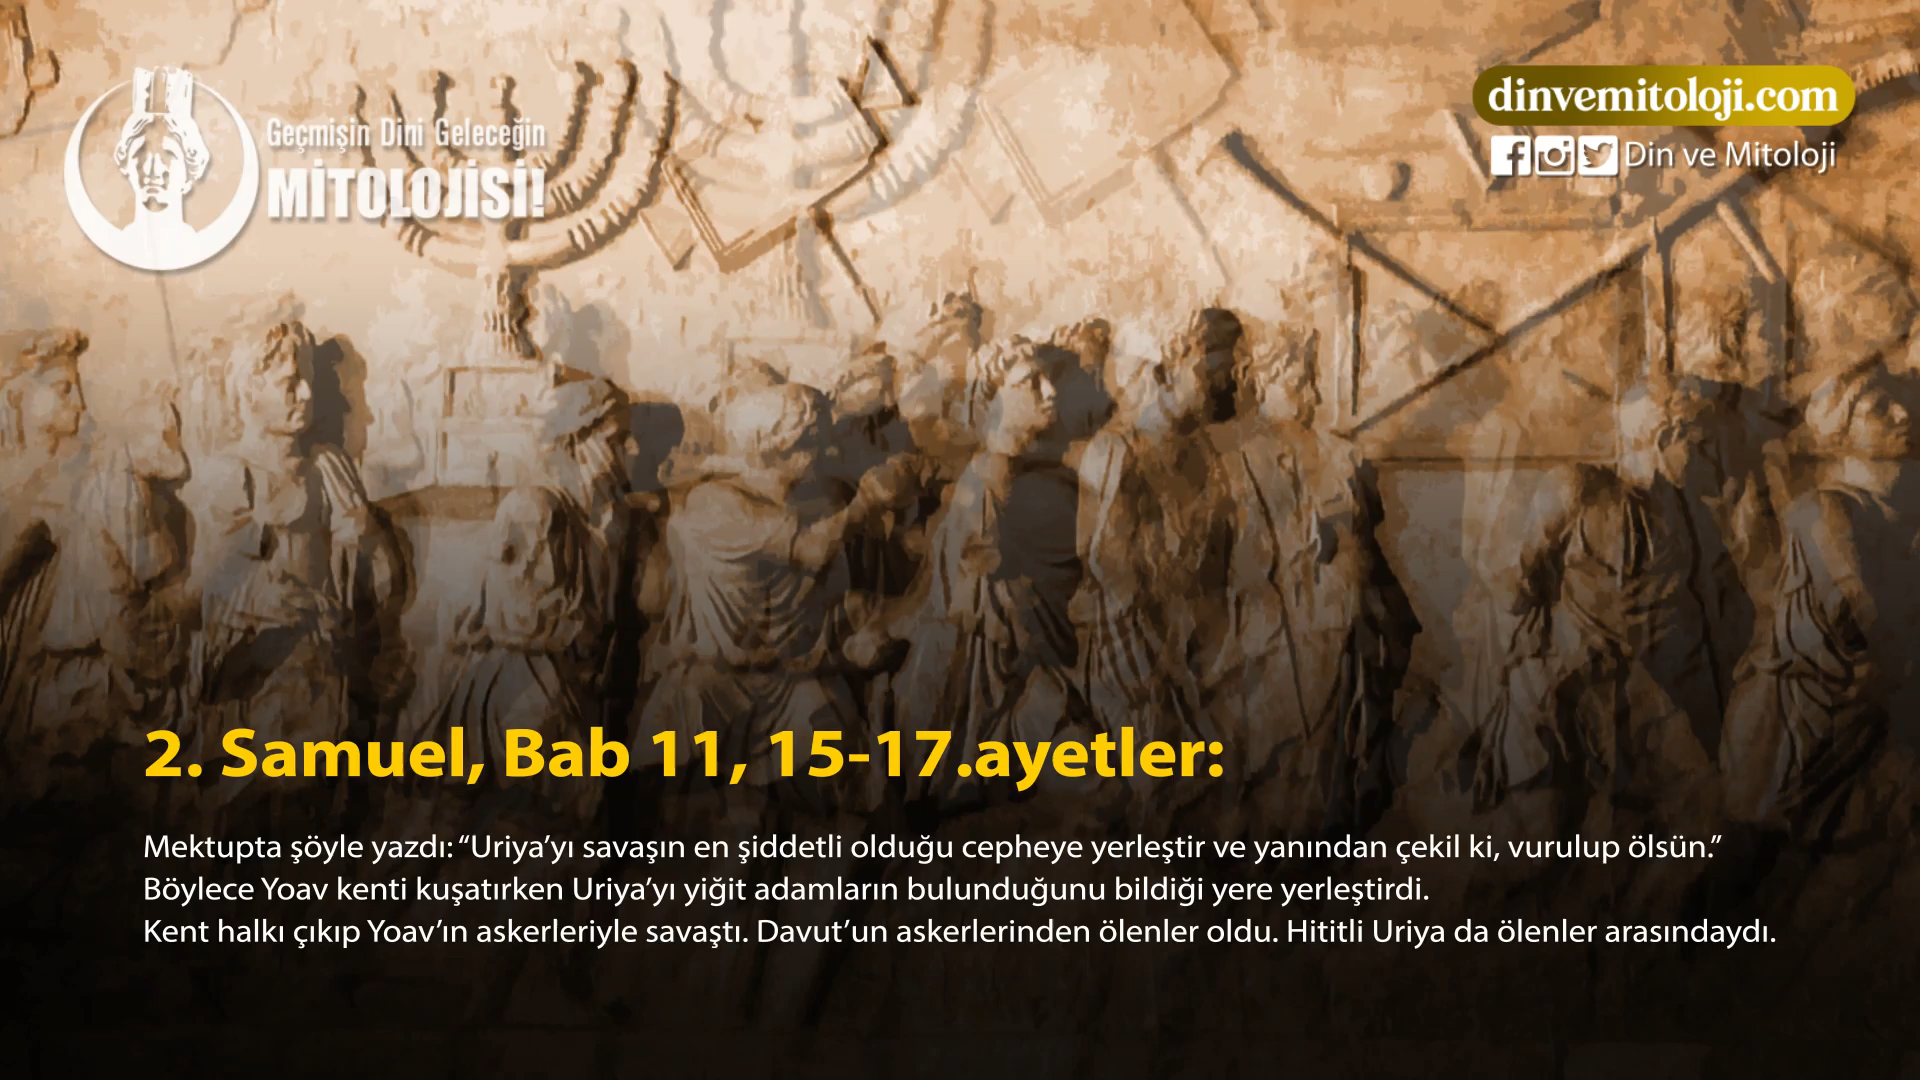 Geçmişin Dini Geleceğin
MİTOLOJİSİ!
dinvemitoloji.com
Din ve Mitoloji
2. Samuel, Bab 11, 15-17.ayetler:
Mektupta şöyle yazdı: “Uriya’yı savaşın en şiddetli olduğu cepheye yerleştir ve yanından çekil ki, vurulup ölsün.”
Böylece Yoav kenti kuşatırken Uriya’yı yiğit adamların bulunduğunu bildiği yere yerleştirdi.
Kent halkı çıkıp Yoav’ın askerleriyle savaştı. Davut’un askerlerinden ölenler oldu. Hititli Uriya da ölenler arasındaydı.